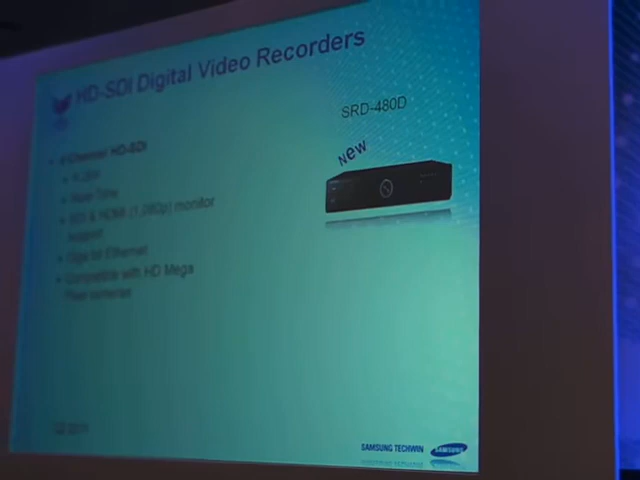 HD-SDI Digital Video Recorders
SRD-480D
New
4 Channel HD-SDI
H.264
Real Time
& HDMI (1,080p) monitor
support
Giga bit Ethernet
Compatible with HD Mega
Pixel cameras
SAMSUNG TECHWIN
SAMSUNG